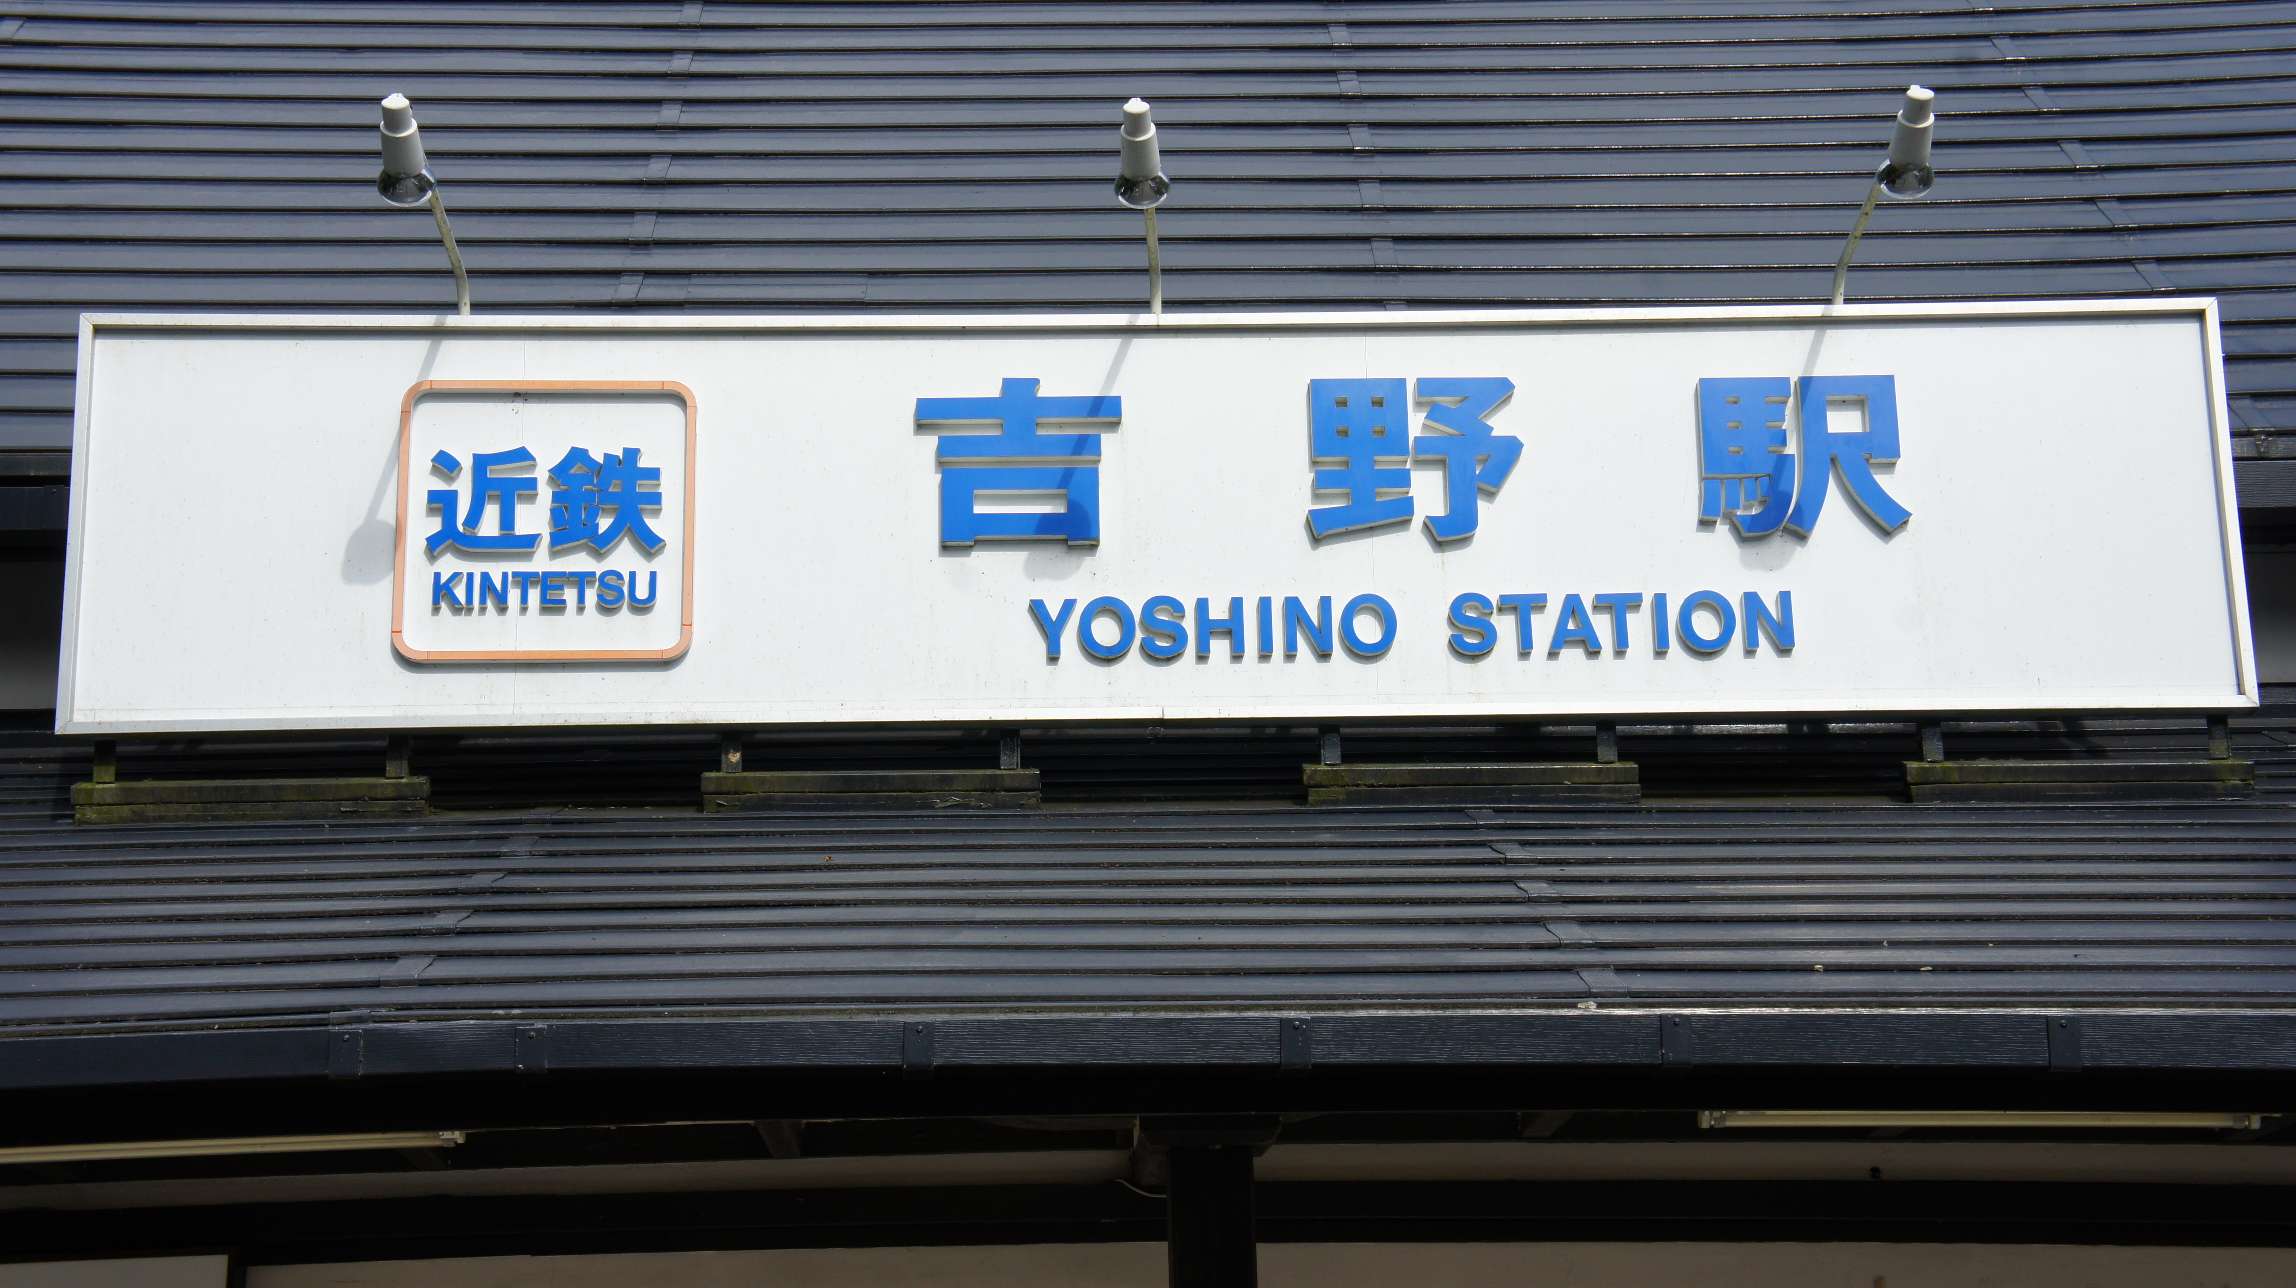 近鉄
KINTETSU
吉野駅
YOSHINO STATION